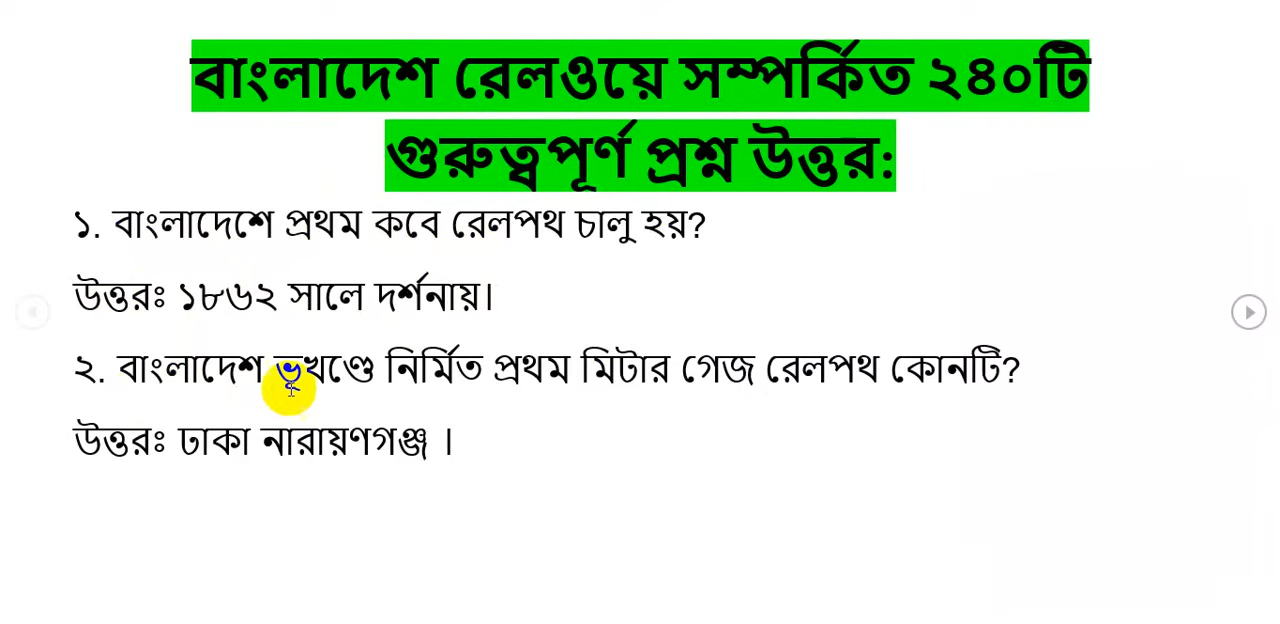 বাংলাদেশ রেলওয়ে সম্পর্কিত ২৪০টি
গুরুত্বপূর্ণ প্রশ্ন উত্তর:
১. বাংলাদেশে প্রথম কবে রেলপথ চালু হয়?
উত্তরঃ ১৮৬২ সালে দর্শনায়।
২. বাংলাদেশ ভূখণ্ডে নির্মিত প্রথম মিটার গেজ রেলপথ কোনটি?
উত্তরঃ ঢাকা নারায়ণগঞ্জ ।